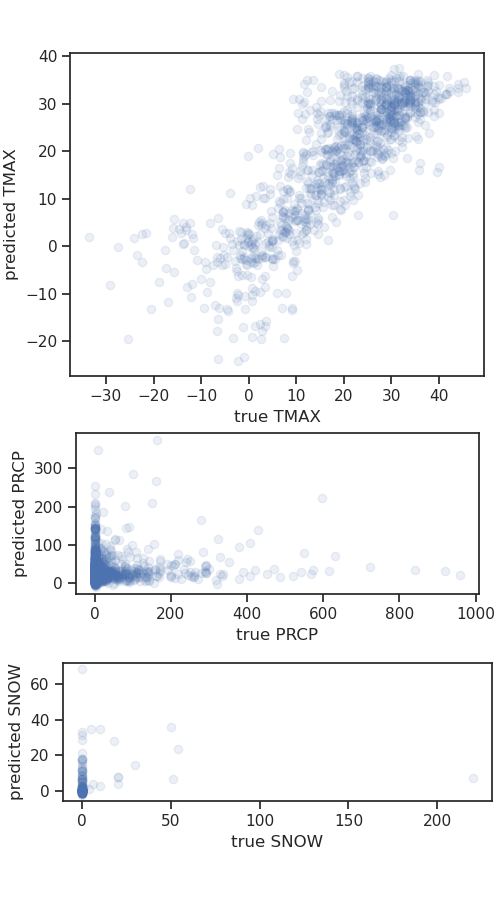 40
30
20
10
0
−10
−20
predicted TMAX
−30 −20 −10 0 10 20 30 40
true TMAX
300
200
100
0
predicted PRCP
0 200 400 600 800 1000
true PRCP
60
40
20
0
predicted SNOW
0 50 100 150 200
true SNOW